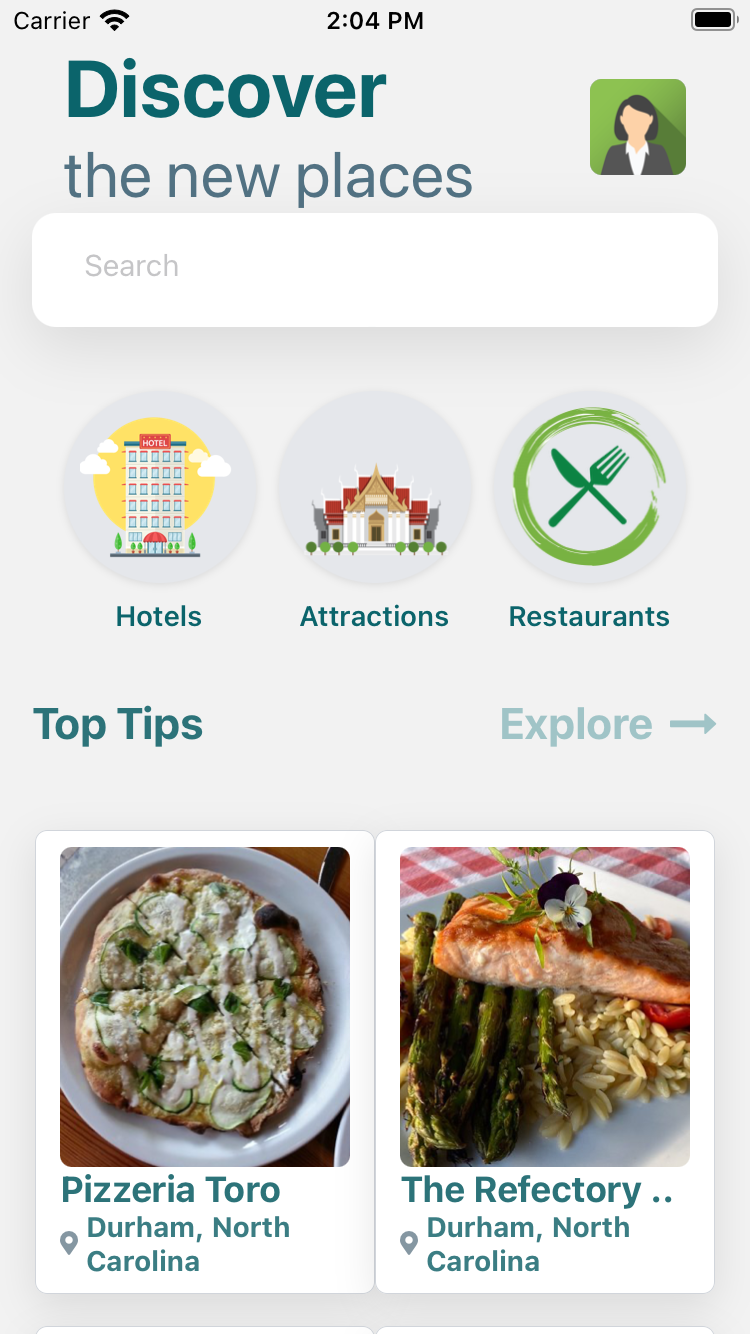 Carrier 2:04 PM
Discover
the new places
Search
HOTEL
Hotels Attractions Restaurants
Top Tips Explore
Pizzeria Toro The Refectory ..
Durham, North Durham, North
Carolina Carolina